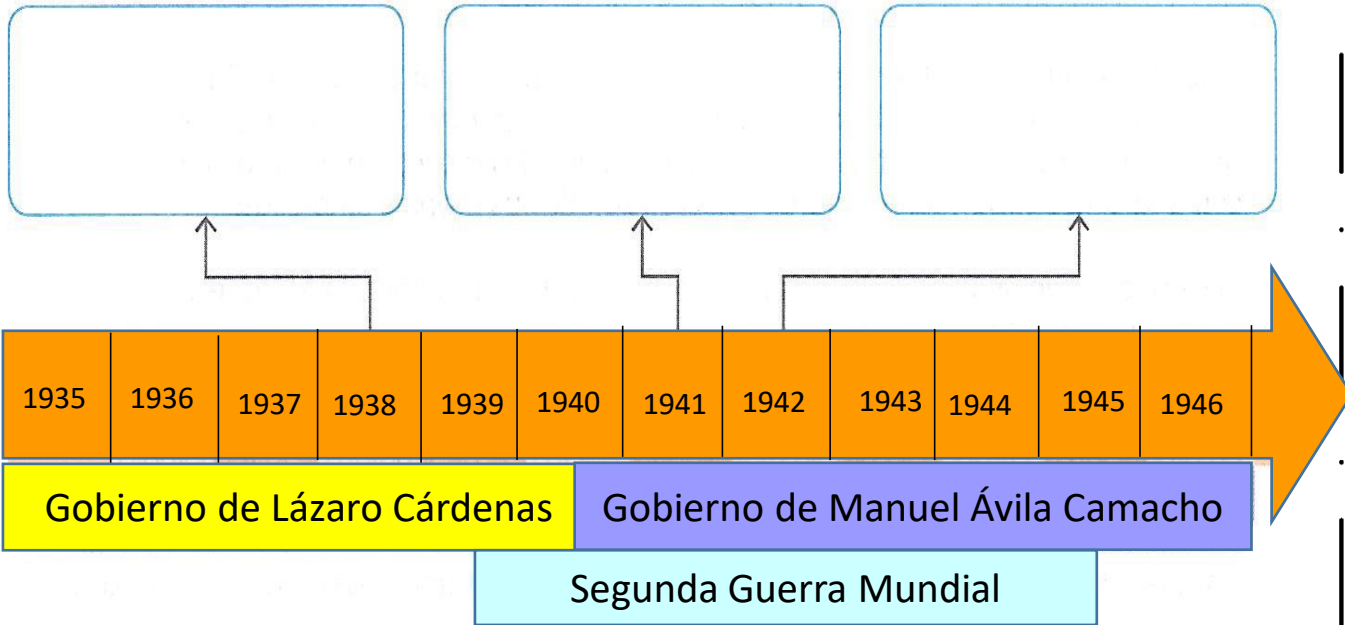 1935 1936 1937 1938 1939 1940 1941 1942 1943 1944 1945 1946
Gobierno de Lázaro Cárdenas
Gobierno de Manuel Ávila Camacho
Segunda Guerra Mundial